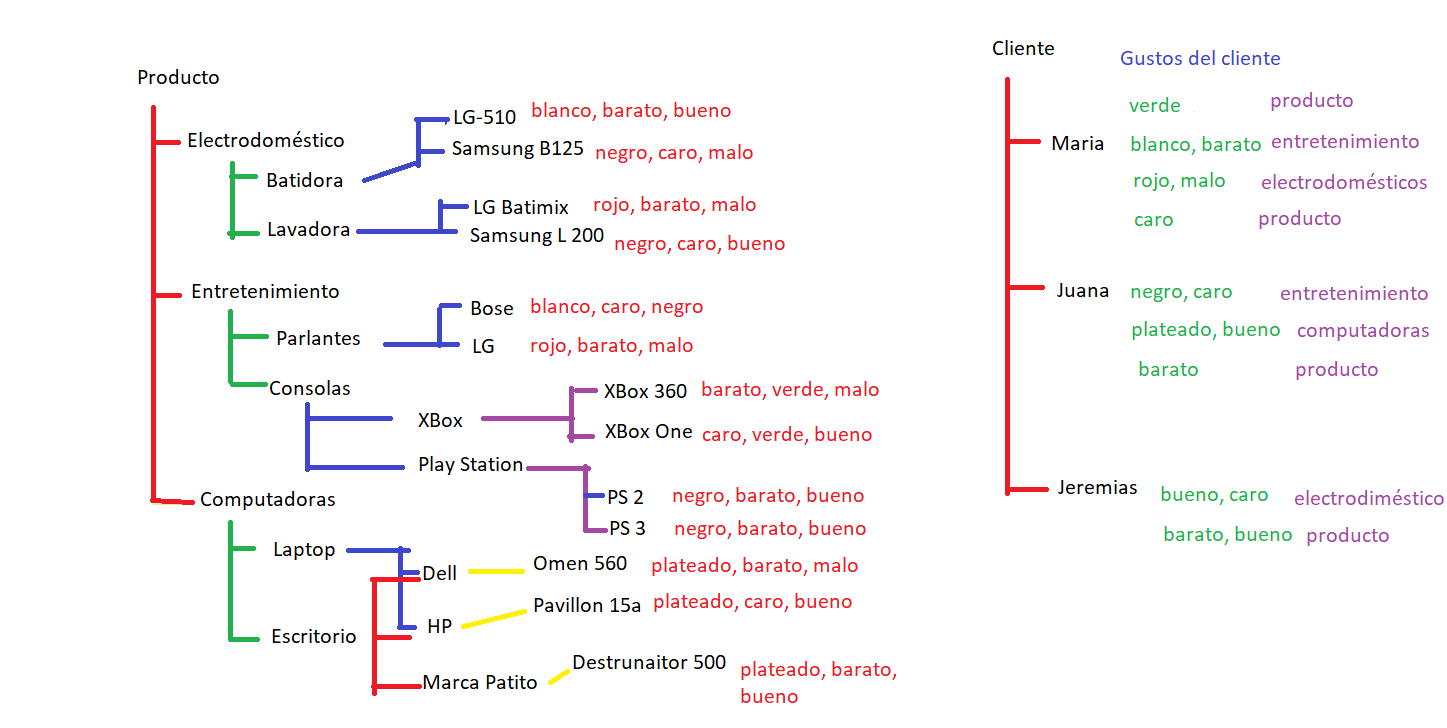 Producto
Electrodoméstico
Batidora
LG-510 blanco, barato, bueno
Samsung B125 negro, caro, malo
Lavadora
LG Batimix rojo, barato, malo
Samsung L 200 negro, caro, bueno
Entretenimiento
Parlantes
Bose blanco, caro, negro
LG rojo, barato, malo
Consolas
XBox
XBox 360 barato, verde, malo
XBox One caro, verde, bueno
Play Station
PS 2 negro, barato, bueno
PS 3 negro, barato, bueno
Computadoras
Laptop
Dell Omen 560 plateado, barato, malo
HP Pavillon 15a plateado, caro, bueno
Escritorio
Marca Patito Destrunaitor 500 plateado, barato,
bueno
Cliente Gustos del cliente
verde producto
Maria blanco, barato entretenimiento
rojo, malo electrodomésticos
caro producto
Juana negro, caro entretenimiento
plateado, bueno computadoras
barato producto
Jeremias bueno, caro electrodiméstico
barato, bueno producto